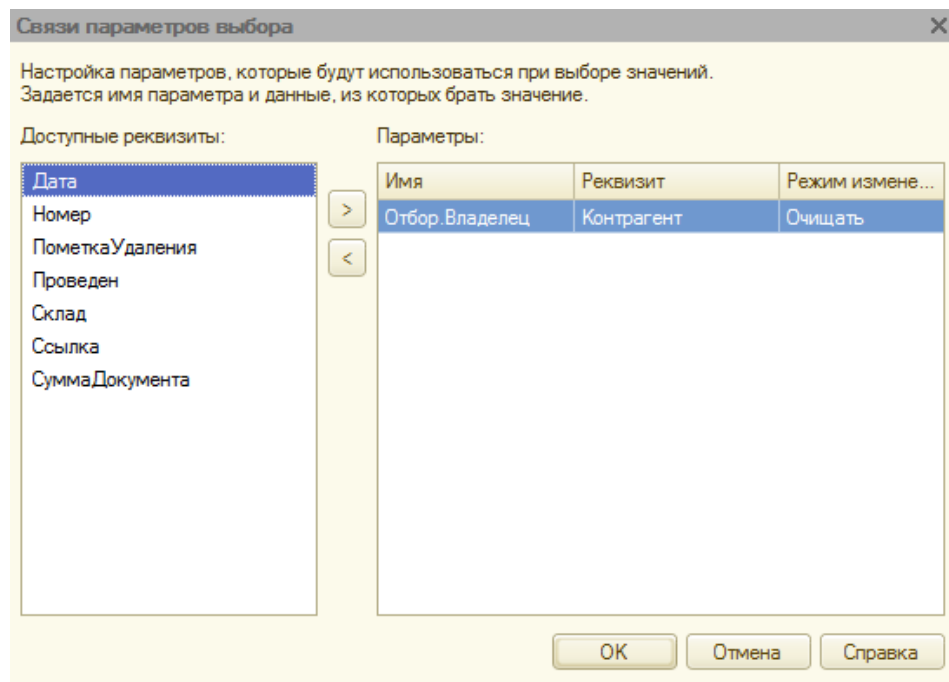 Связи параметров выбора
Настройка параметров, которые будут использоваться при выборе значений.
Задается имя параметра и данные, из которых брать значение.
Доступные реквизиты:
Дата
Номер
ПометкаУдаления
Проведен
Склад
Ссылка
СуммаДокумента
>
<
Параметры:
Имя Реквизит Режим измене...
Отбор.Владелец Контрагент Очищать
OK Отмена Справка